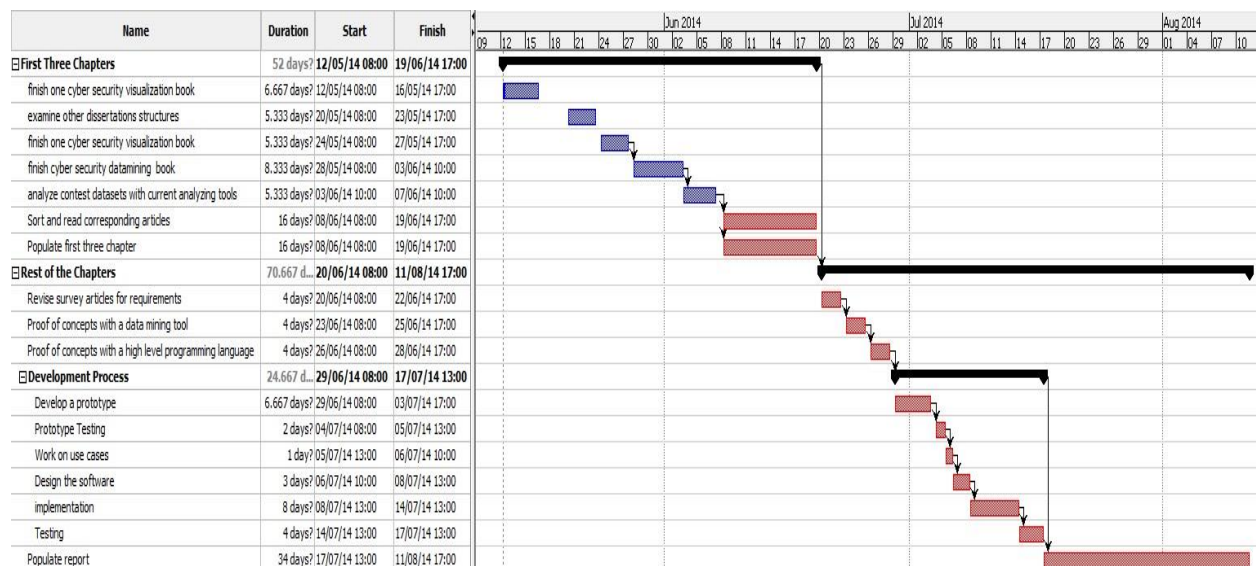 Name Duration Start Finish
Jun 2014 Jul 2014 Aug 2014
09 12 15 18 21 24 27 30 02 05 08 11 14 17 20 23 26 29 02 05 08 11 14 17 20 23 26 29 01 04 07 10
First Three Chapters 52 days? 12/05/14 08:00 19/06/14 17:00
finish one cyber security visualization book 6.667 days? 12/05/14 08:00 16/05/14 17:00
examine other dissertations structures 5.333 days? 20/05/14 08:00 23/05/14 17:00
finish one cyber security visualization book 5.333 days? 24/05/14 08:00 27/05/14 17:00
finish cyber security datamining book 8.333 days? 28/05/14 08:00 03/06/14 10:00
analyze contest datasets with current analyzing tools 5.333 days? 03/06/14 10:00 07/06/14 10:00
Sort and read corresponding articles 16 days? 08/06/14 08:00 19/06/14 17:00
Populate first three chapter 16 days? 08/06/14 08:00 19/06/14 17:00
Rest of the Chapters 70.667 d... 20/06/14 08:00 11/08/14 17:00
Revise survey articles for requirements 4 days? 20/06/14 08:00 22/06/14 17:00
Proof of concepts with a data mining tool 4 days? 23/06/14 08:00 25/06/14 17:00
Proof of concepts with a high level programming language 4 days? 26/06/14 08:00 28/06/14 17:00
Development Process 24.667 d... 29/06/14 08:00 17/07/14 13:00
Develop a prototype 6.667 days? 29/06/14 08:00 03/07/14 17:00
Prototype Testing 2 days? 04/07/14 08:00 05/07/14 13:00
Work on use cases 1 day? 05/07/14 13:00 06/07/14 10:00
Design the software 3 days? 06/07/14 10:00 08/07/14 13:00
implementation 8 days? 08/07/14 13:00 14/07/14 13:00
Testing 4 days? 14/07/14 13:00 17/07/14 13:00
Populate report 34 days? 17/07/14 13:00 11/08/14 17:00